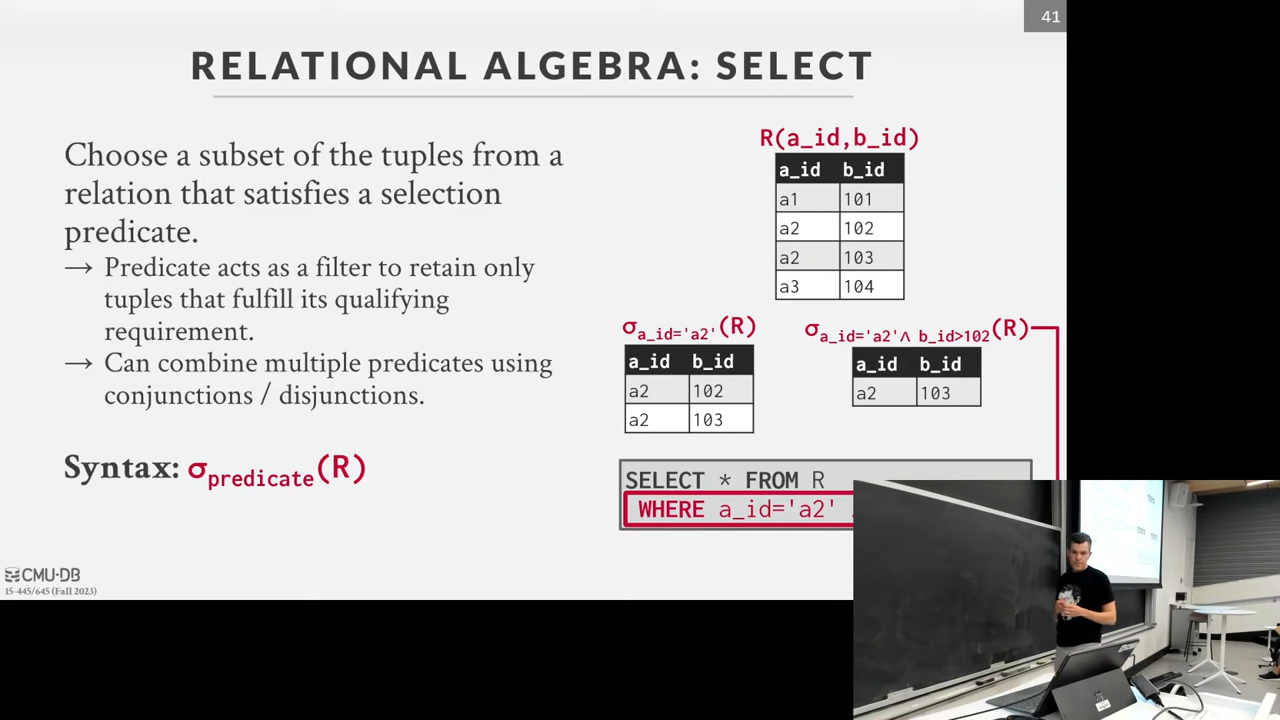 41
RELATIONAL ALGEBRA: SELECT
Choose a subset of the tuples from a
relation that satisfies a selection
predicate.
→ Predicate acts as a filter to retain only
tuples that fulfill its qualifying
requirement.
→ Can combine multiple predicates using
conjunctions / disjunctions.
Syntax: σpredicate(R)
R(a_id,b_id)
a_id b_id
a1 101
a2 102
a2 103
a3 104
σa_id='a2'(R)
a_id b_id
a2 102
a2 103
σa_id='a2'∧ b_id>102(R)
a_id b_id
a2 103
SELECT * FROM R
WHERE a_id='a2'
CMU·DB
15-445/645 (Fall 2023)